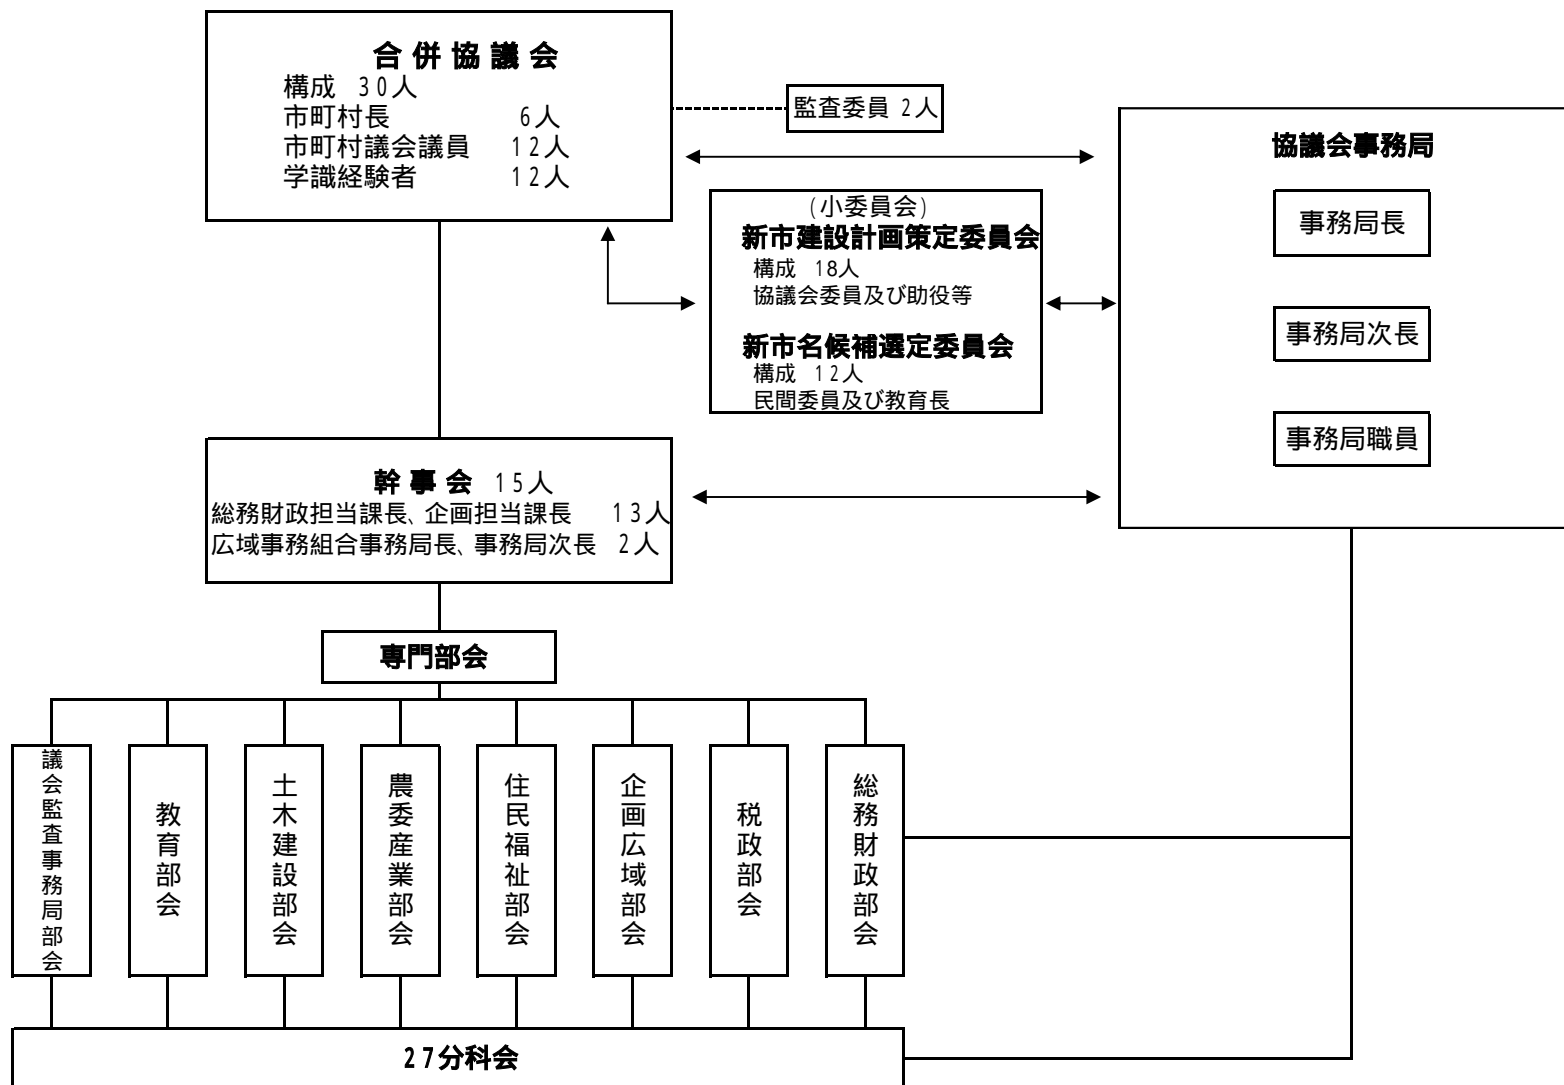 合併協議会
構成 30人
市町村長 6人
市町村議会議員 12人
学識経験者 12人
監査委員 2人
協議会事務局
事務局長
事務局次長
事務局職員
(小委員会)
新市建設計画策定委員会
構成 18人
協議会委員及び助役等
新市名候補選定委員会
構成 12人
民間委員及び教育長
幹事会 15人
総務財政担当課長、企画担当課長 13人
広域事務組合事務局長、事務局次長 2人
専門部会
議会監査事務局部会
教育部会
土木建設部会
農委産業部会
住民福祉部会
企画広域部会
税政部会
総務財政部会
27分科会